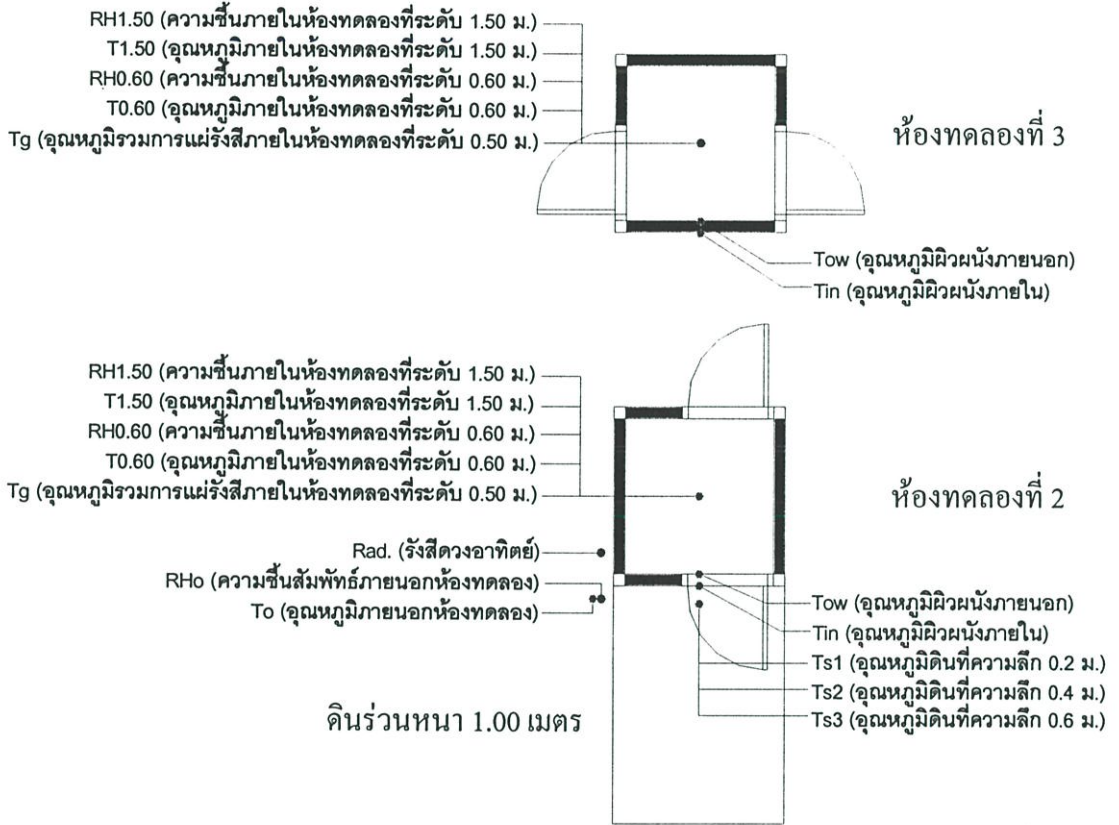 RH1.50 (ความชื้นภายในห้องทดลองที่ระดับ 1.50 ม.)
T1.50 (อุณหภูมิภายในห้องทดลองที่ระดับ 1.50 ม.)
RH0.60 (ความชื้นภายในห้องทดลองที่ระดับ 0.60 ม.)
T0.60 (อุณหภูมิภายในห้องทดลองที่ระดับ 0.60 ม.)
Tg (อุณหภูมิรวมการแผ่รังสีภายในห้องทดลองที่ระดับ 0.50 ม.)
ห้องทดลองที่ 3
Tow (อุณหภูมิผิวผนังภายนอก)
Tin (อุณหภูมิผิวผนังภายใน)
RH1.50 (ความชื้นภายในห้องทดลองที่ระดับ 1.50 ม.)
T1.50 (อุณหภูมิภายในห้องทดลองที่ระดับ 1.50 ม.)
RH0.60 (ความชื้นภายในห้องทดลองที่ระดับ 0.60 ม.)
T0.60 (อุณหภูมิภายในห้องทดลองที่ระดับ 0.60 ม.)
Tg (อุณหภูมิรวมการแผ่รังสีภายในห้องทดลองที่ระดับ 0.50 ม.)
ห้องทดลองที่ 2
Rad. (รังสีดวงอาทิตย์)
RHo (ความชื้นสัมพัทธ์ภายนอกห้องทดลอง)
To (อุณหภูมิภายนอกห้องทดลอง)
Tow (อุณหภูมิผิวผนังภายนอก)
Tin (อุณหภูมิผิวผนังภายใน)
Ts1 (อุณหภูมิดินที่ความลึก 0.2 ม.)
Ts2 (อุณหภูมิดินที่ความลึก 0.4 ม.)
Ts3 (อุณหภูมิดินที่ความลึก 0.6 ม.)
ดินร่วนหนา 1.00 เมตร